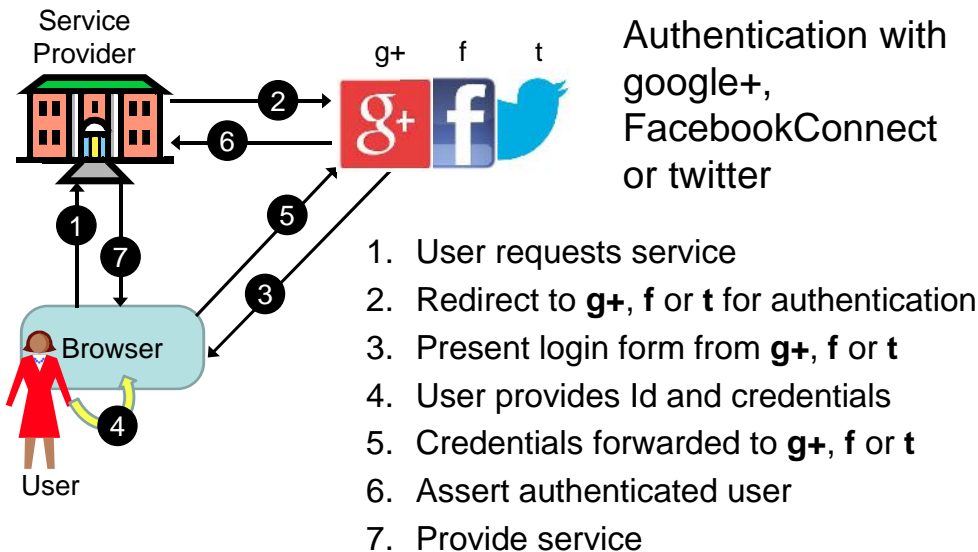 Service
Provider
g+ f t
Authentication with
google+,
FacebookConnect
or twitter
2
6
g+ f
1
7
5
3
Browser
4
User
1. User requests service
2. Redirect to g+, f or t for authentication
3. Present login form from g+, f or t
4. User provides Id and credentials
5. Credentials forwarded to g+, f or t
6. Assert authenticated user
7. Provide service